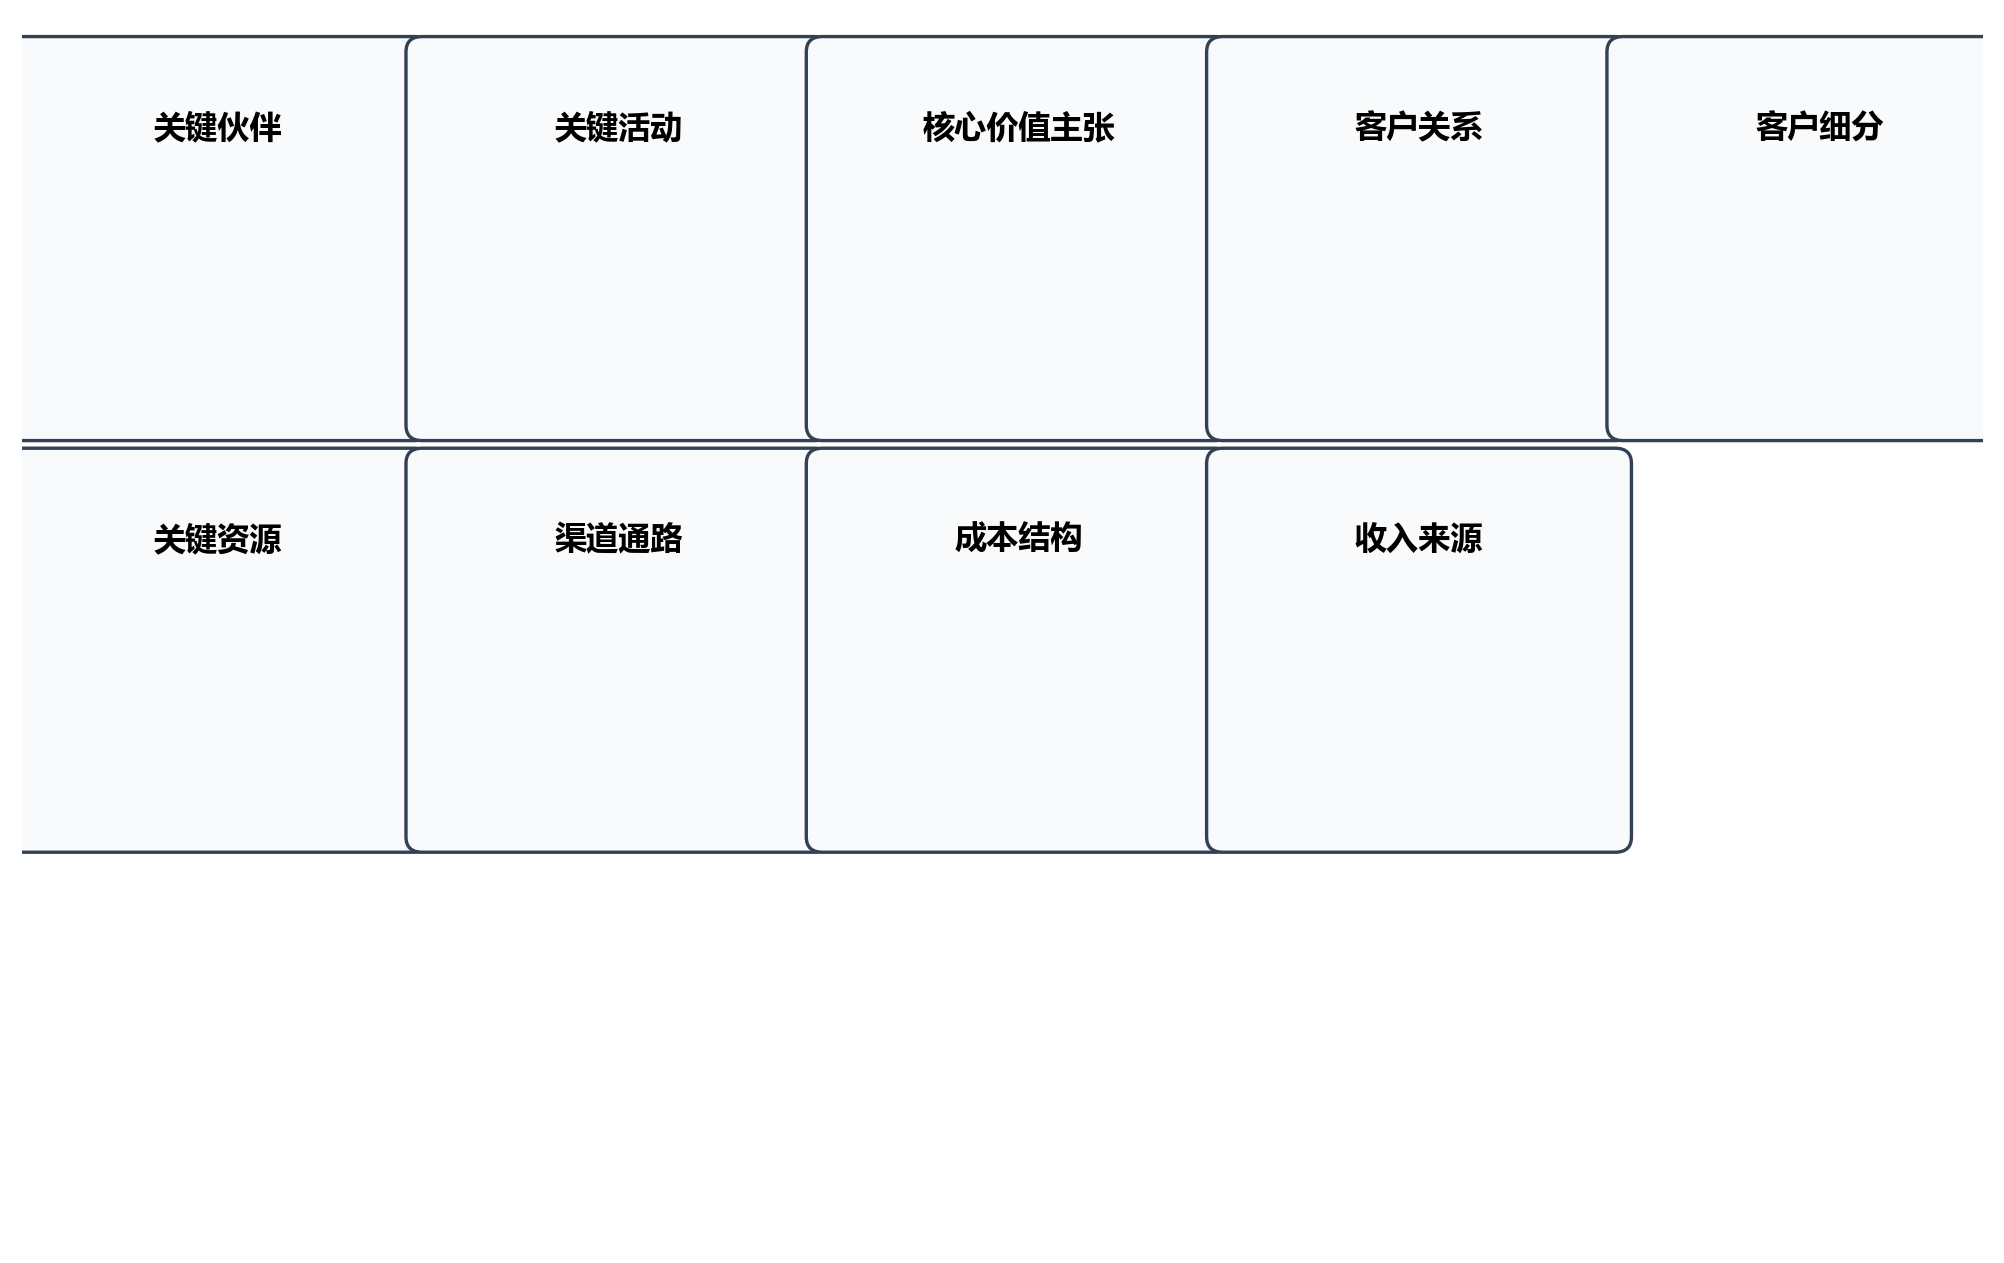 关键伙伴
关键活动
核心价值主张
客户关系
客户细分
关键资源
渠道通路
成本结构
收入来源